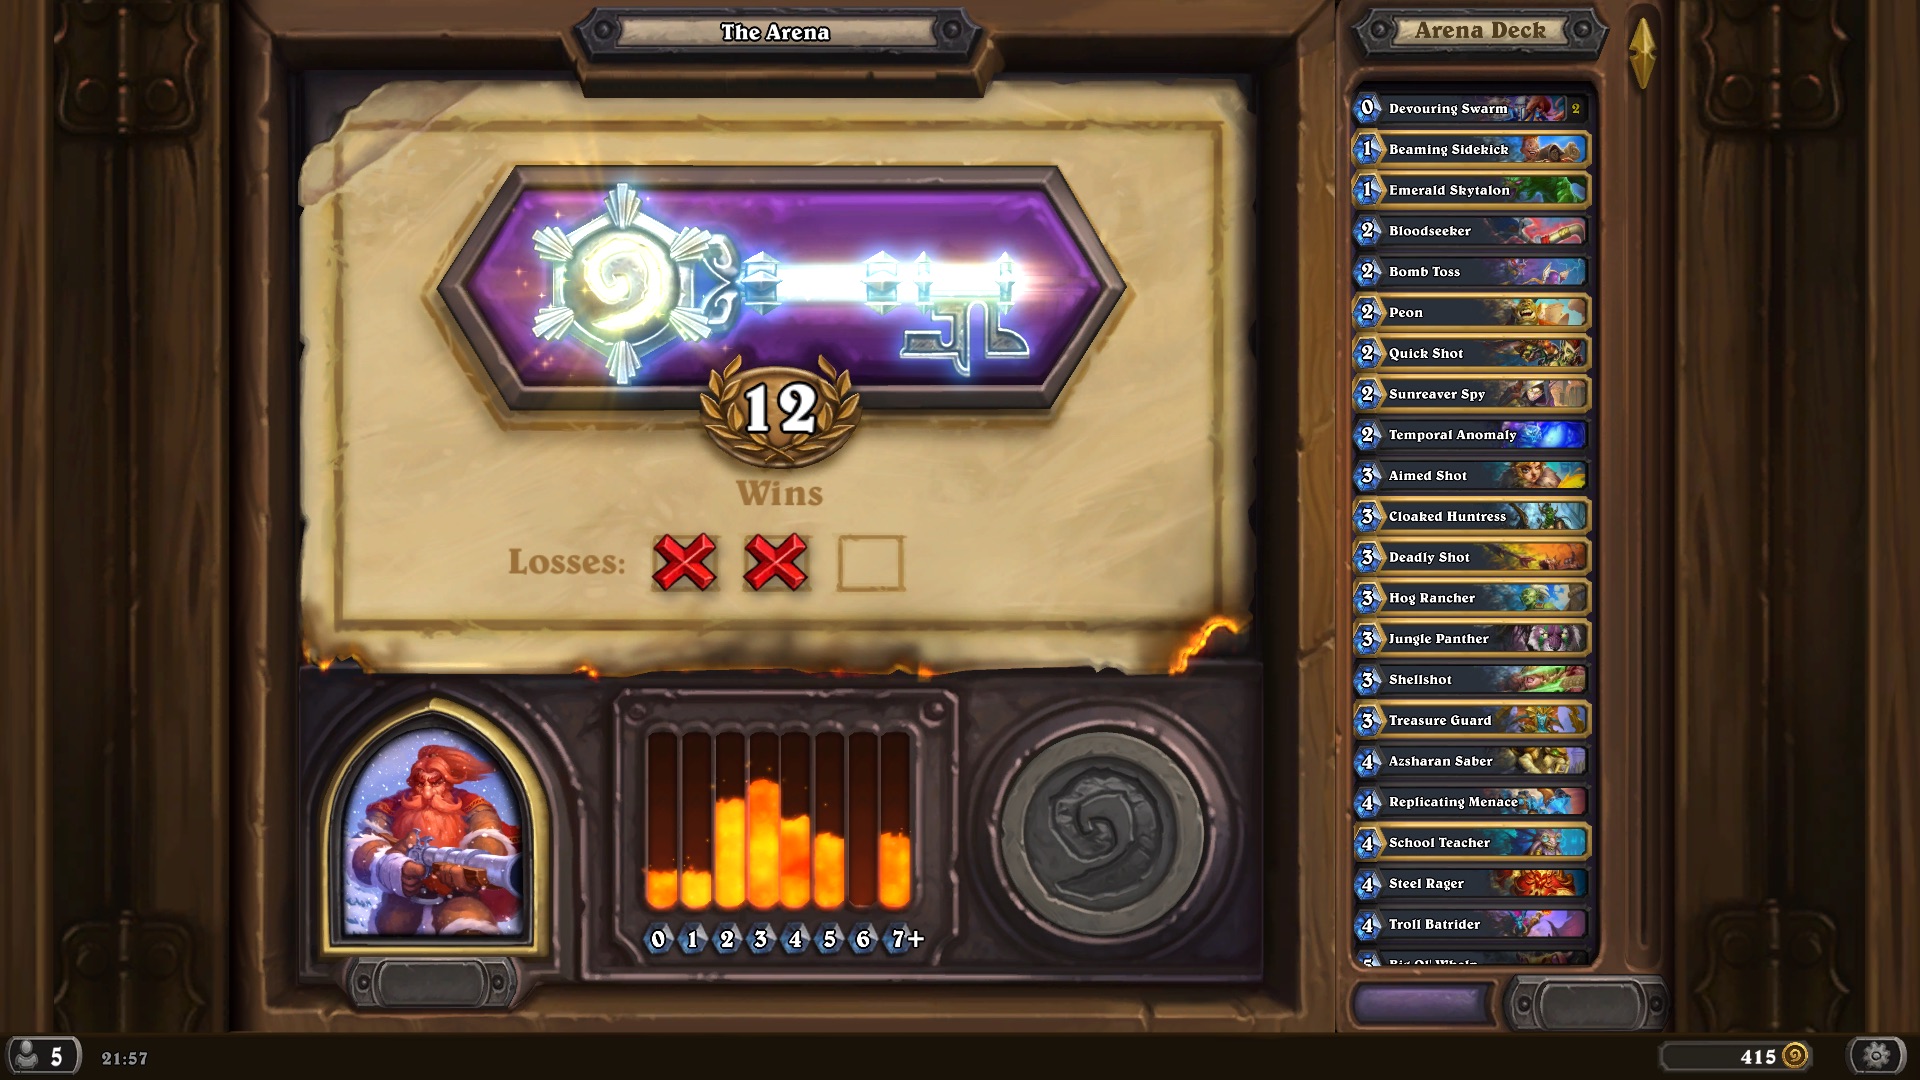 The Arena
12
Wins
Losses:
0 1 2 3 4 5 6 7+
Arena Deck
0 Devouring Swarm 2
1 Beaming Sidekick
1 Emerald Skytalon
2 Bloodseeker
2 Bomb Toss
2 Peon
2 Quick Shot
2 Sunreaver Spy
2 Temporal Anomaly
3 Aimed Shot
3 Cloaked Huntress
3 Deadly Shot
3 Hog Rancher
3 Jungle Panther
3 Shellshot
3 Treasure Guard
4 Azsharan Saber
4 Replicating Menace
4 School Teacher
4 Steel Rager
4 Troll Batrider
5 Big Ol' Whelp
5
21:57
415